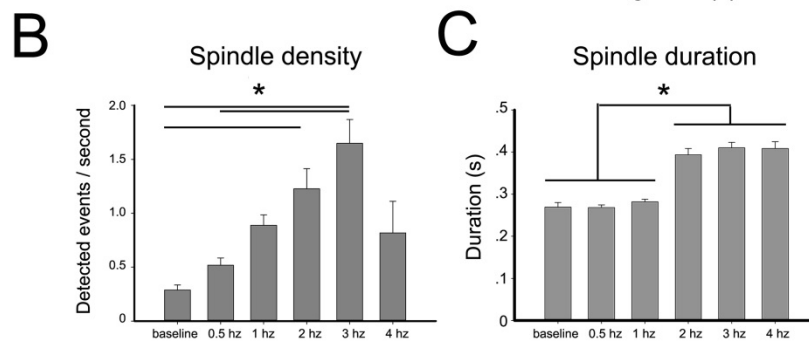 B
Spindle density
*
Detected events / second
2.0
1.5
1.0
0.5
0
baseline 0.5 hz 1 hz 2 hz 3 hz 4 hz
C
Spindle duration
*
Duration (s)
.5
.4
.3
.2
.1
0
baseline 0.5 hz 1 hz 2 hz 3 hz 4 hz